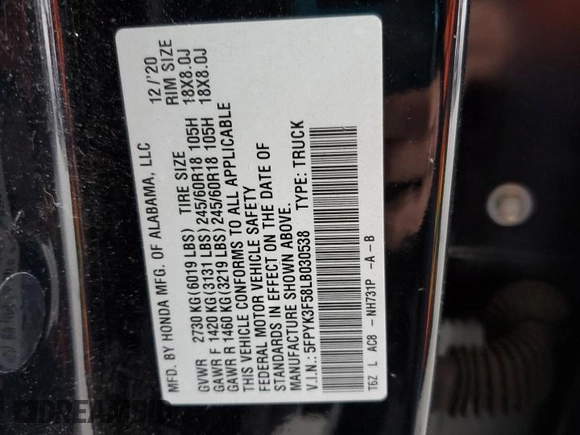 MFD. BY HONDA MFG. OF ALABAMA, LLC 12/'20
TIRE SIZE RIM SIZE
GVWR 2730 KG(6019 LBS)
GAWR F 1420 KG(3131 LBS) 245/60R18 105H 18X8.0J
GAWR R 1460 KG(3219 LBS) 245/60R18 105H 18X8.0J
THIS VEHICLE CONFORMS TO ALL APPLICABLE
FEDERAL MOTOR VEHICLE SAFETY
STANDARDS IN EFFECT ON THE DATE OF
MANUFACTURE SHOWN ABOVE.
V.I.N.: 5FPYK3F58LB030538 TYPE: TRUCK
T6Z L AC8 - NH731P -A -B